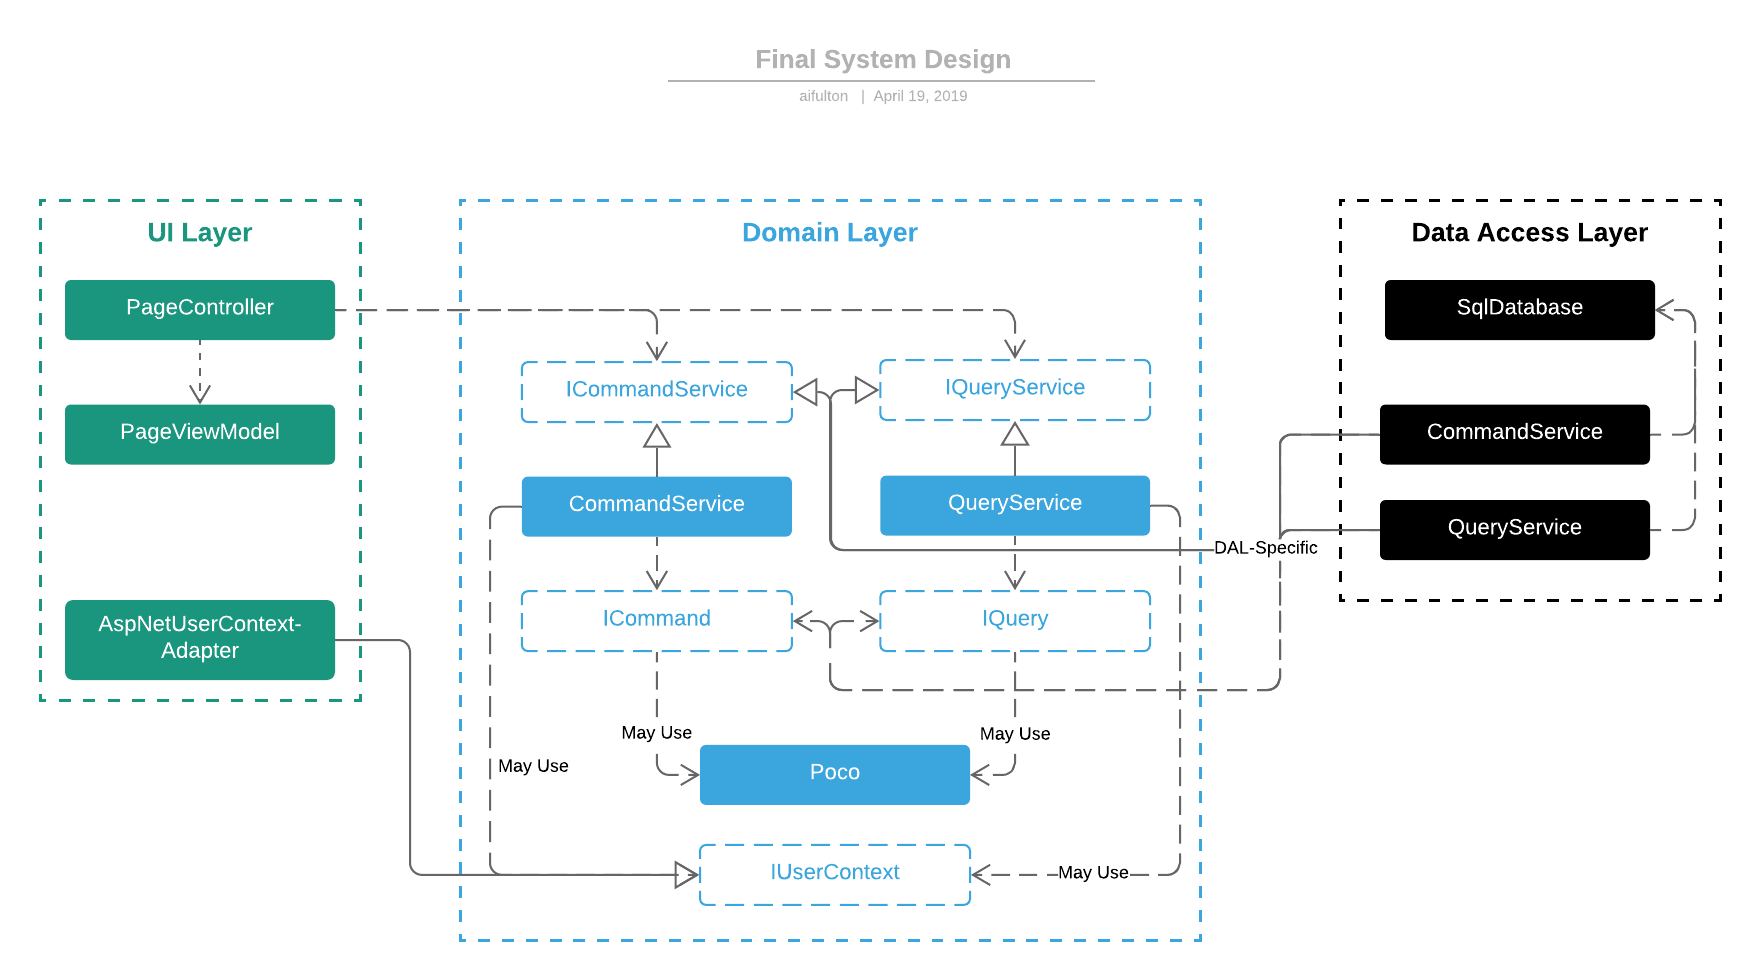 Final System Design
aifulton | April 19, 2019
UI Layer
PageController
PageViewModel
AspNetUserContext-
Adapter
Domain Layer
ICommandService
IQueryService
CommandService
QueryService
ICommand
IQuery
May Use
May Use
May Use
Poco
IUserContext
May Use
DAL-Specific
Data Access Layer
SqlDatabase
CommandService
QueryService